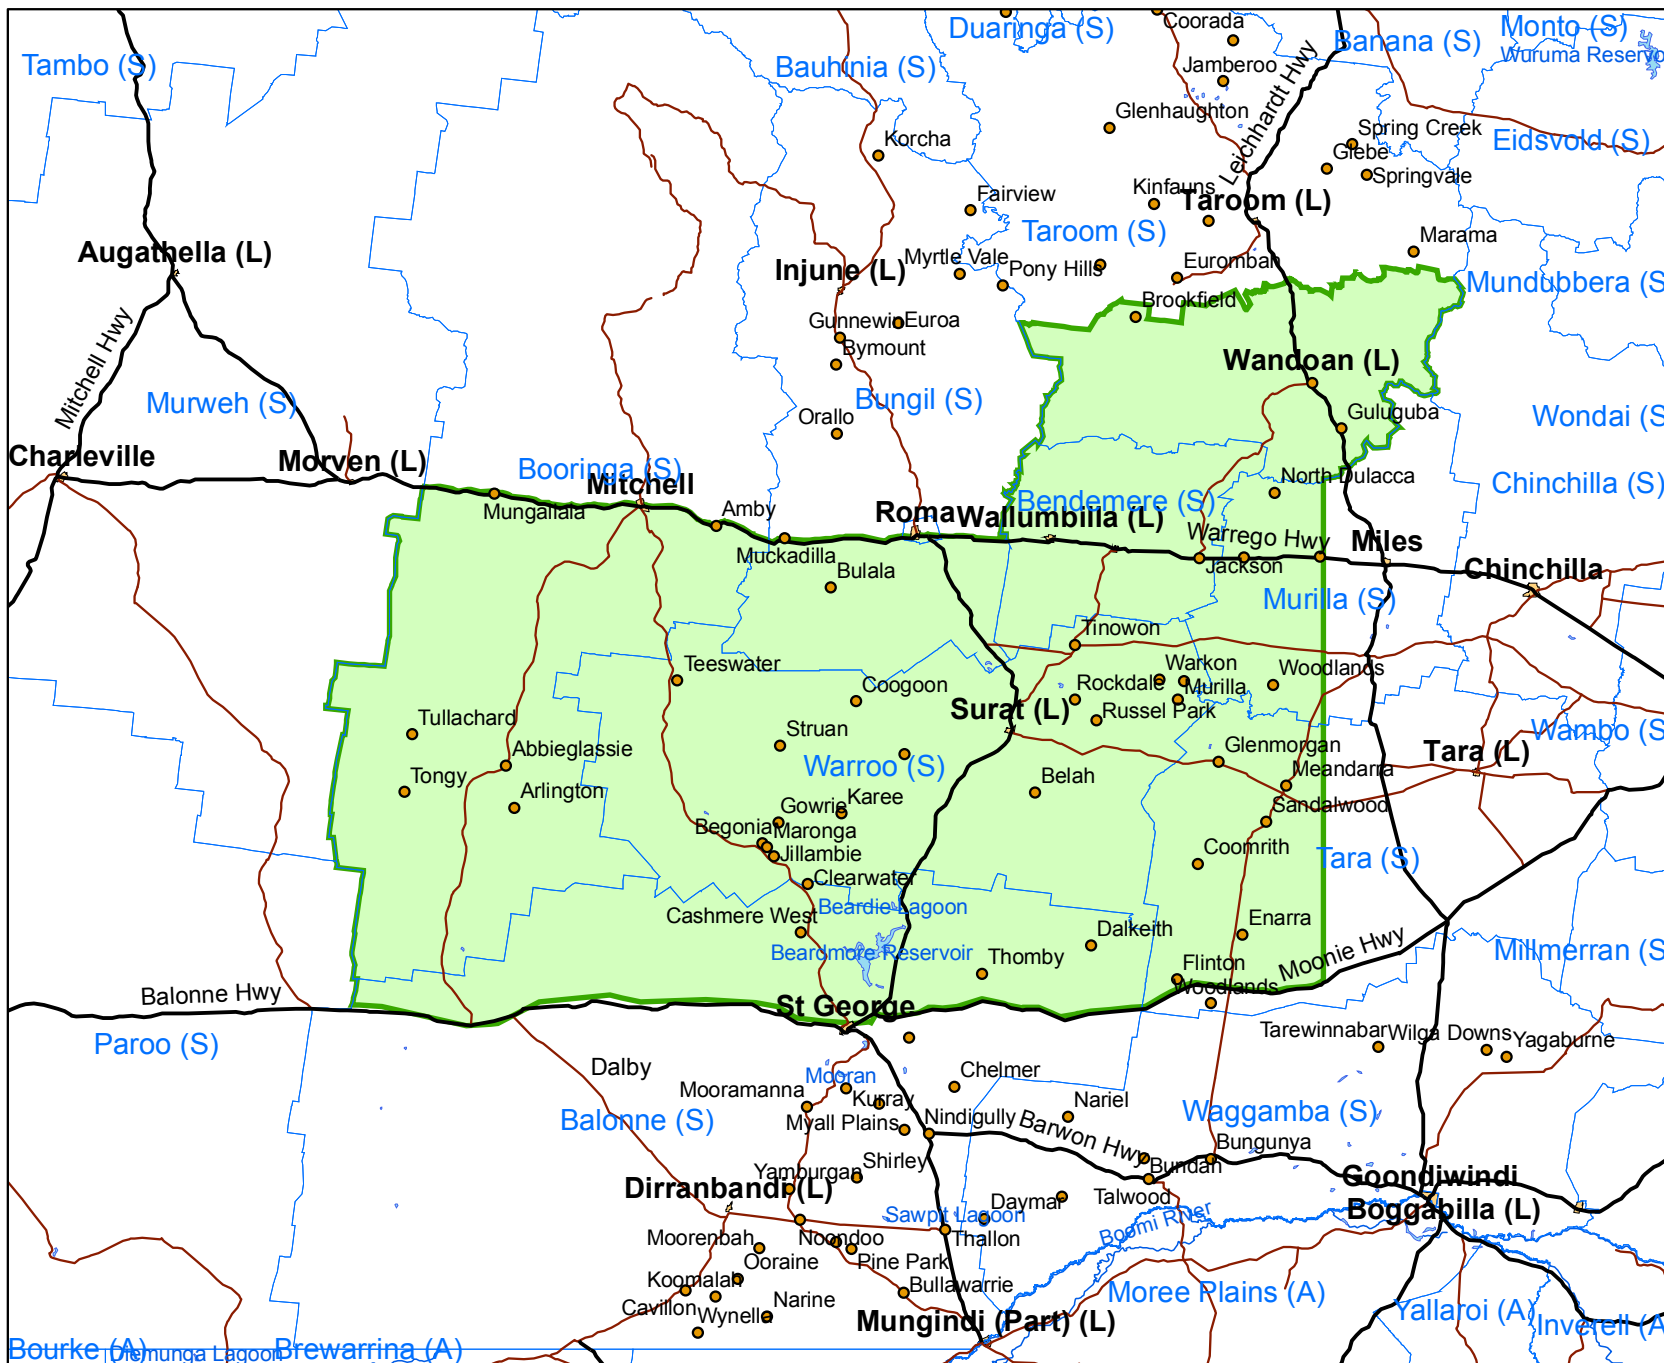 Duaringa (S)
Coorada
Monto (S)
Banana (S)
Wuruma Reservo
Tambo (S)
Bauhinia (S)
Jamberoo
Leichhardt Hwy
Glenhaughton
Spring Creek
Eidsvold (S)
Korcha
Glebe
Springvale
Fairview
Kinfauns
Taroom (L)
Taroom (S)
Marama
Augathella (L)
Injune (L)
Myrtle Vale
Pony Hills
Eurombah
Mundubbera (S
Brookfield
Mitchell Hwy
Gunnewin
Euroa
Bymount
Wandoan (L)
Murweh (S)
Bungil (S)
Orallo
Guluguba
Wondai (S
Charleville
Morven (L)
Booringa (S)
Mitchell
North Dulacca
Chinchilla (S)
Mungallala
Amby
Roma
Bendemere (S)
Wallumbilla (L)
Warrego Hwy
Miles
Muckadilla
Jackson
Bulala
Chinchilla
Murilla (S)
Tinowon
Teeswater
Warkon
Woodlands
Coogoon
Rockdale
Murilla
Surat (L)
Russel Park
Tullachard
Struan
Wambo (S
Abbieglassie
Glenmorgan
Tara (L)
Warroo (S)
Tongy
Arlington
Belah
Meandarra
Gowrie
Karee
Sandalwood
Begonia
Maronga
Jillambie
Coomrith
Tara (S)
Clearwater
Beardie Lagoon
Cashmere West
Dalkeith
Enarra
Beardmore Reservoir
Thomby
Flinton
Moonie Hwy
Millmerran (S
Woodlands
Balonne Hwy
St George
Paroo (S)
Tarewinnabar
Wilga Downs
Yagaburne
Dalby
Mooran
Chelmer
Mooramanna
Kurray
Balonne (S)
Myall Plains
Nindigully
Nariel
Waggamba (S)
Barwon Hwy
Bungunya
Shirley
Yamburgan
Bundah
Dirranbandi (L)
Daymar
Talwood
Goondiwindi
Boggabilla (L)
Sawpit Lagoon
Boomi River
Moorenbah
Noondoo
Thallon
Ooraine
Pine Park
Koomalah
Bullawarrie
Moree Plains (A)
Cavillon
Wynella
Narine
Mungindi (Part) (L)
Yallaroi (A)
Inverell (A
Bourke (A)
Brewarrina (A)